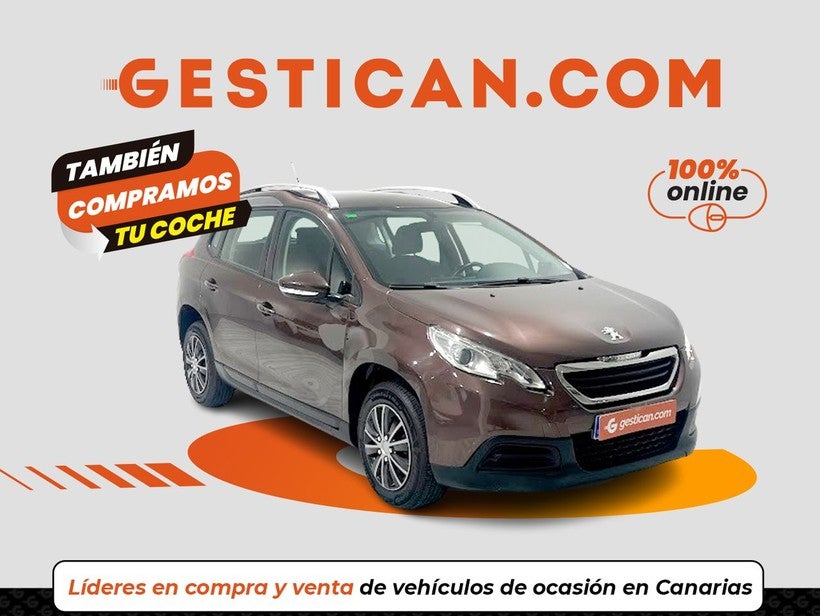 GESTICAN.COM
TAMBIÉN
COMPRAMOS
TU COCHE
100%
online
gestican.com
Líderes en compra y venta de vehículos de ocasión en Canarias